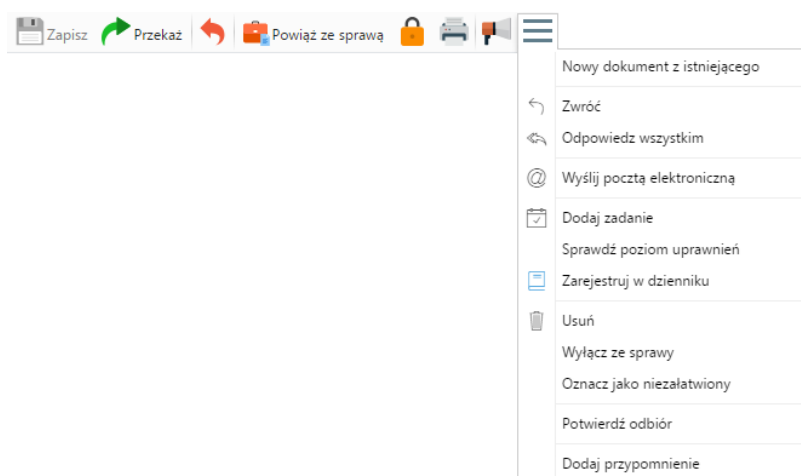 Zapisz Przekaż Powiąż ze sprawą
Nowy dokument z istniejącego
Zwróć
Odpowiedz wszystkim
Wyślij pocztą elektroniczną
Dodaj zadanie
Sprawdź poziom uprawnień
Zarejestruj w dzienniku
Usuń
Wyłącz ze sprawy
Oznacz jako niezałatwiony
Potwierdź odbiór
Dodaj przypomnienie